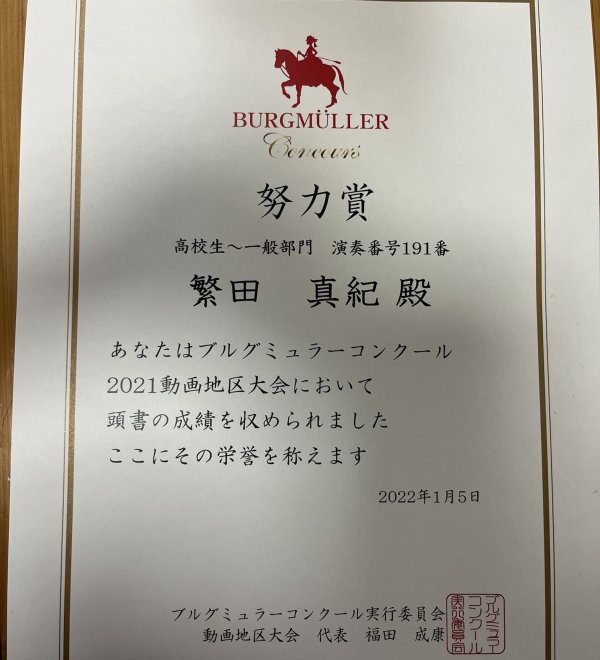 BURGMÜLLER
Concours
努力賞
高校生～一般部門　演奏番号191番
繁田　真紀 殿
あなたはブルグミュラーコンクール
2021動画地区大会において
頭書の成績を収められました
ここにその栄誉を称えます
2022年1月5日
ブルグミュラーコンクール実行委員会
動画地区大会　代表　福田　成康